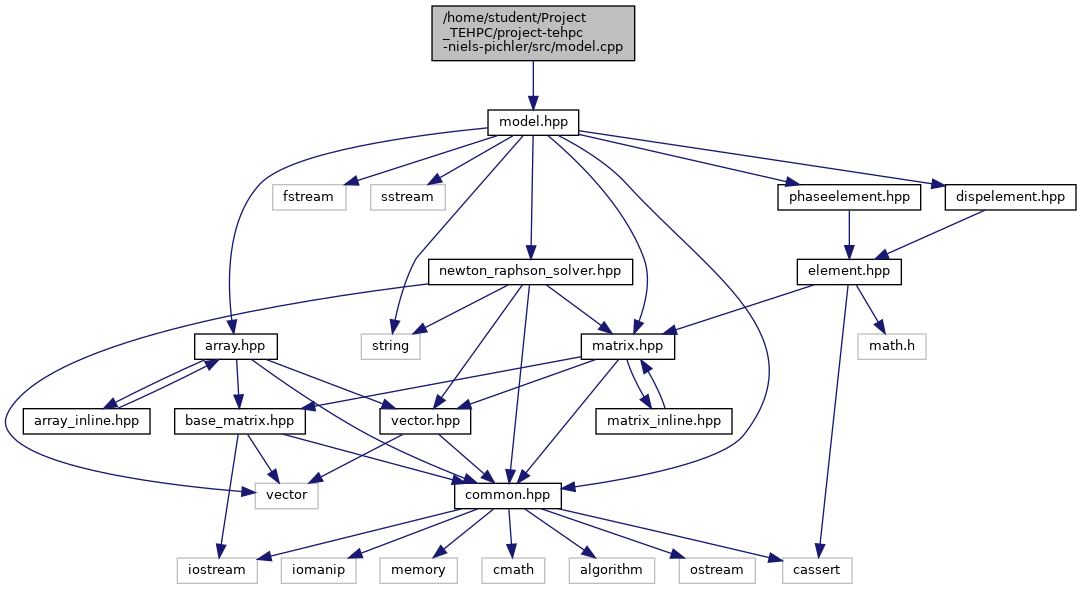 /home/student/Project
_TEHPC/project-tehpc
-niels-pichler/src/model.cpp
model.hpp
fstream
sstream
phaseelement.hpp
dispelement.hpp
newton_raphson_solver.hpp
element.hpp
array.hpp
string
matrix.hpp
math.h
array_inline.hpp
base_matrix.hpp
vector.hpp
matrix_inline.hpp
vector
common.hpp
iostream
iomanip
memory
cmath
algorithm
ostream
cassert